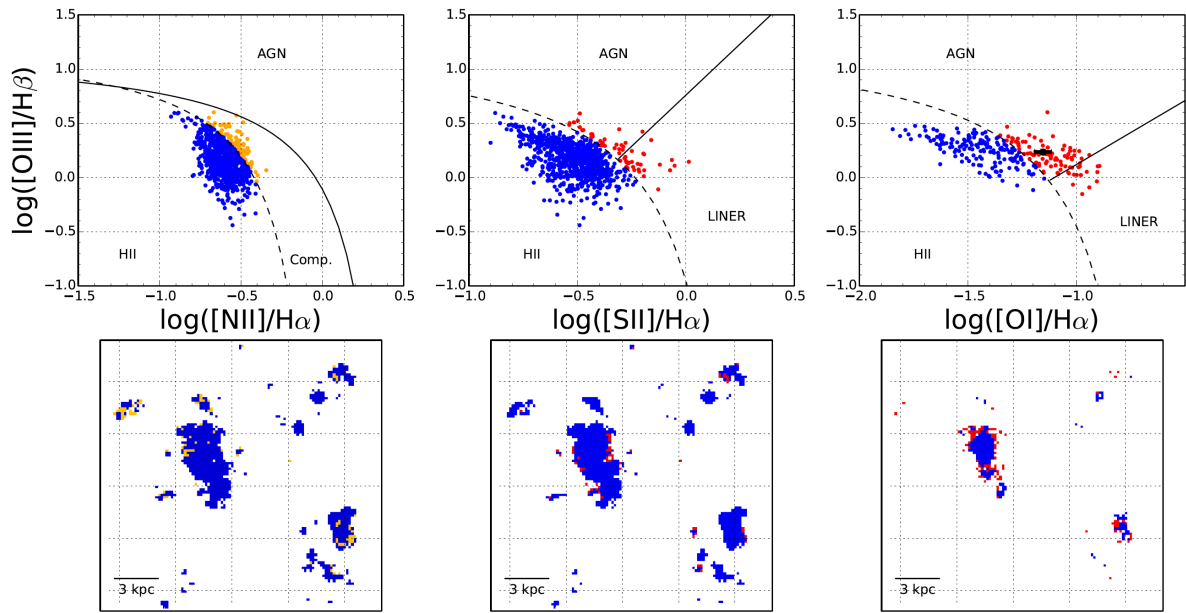 log([OIII]/Hβ)
1.5
1.0
0.5
0.0
−0.5
−1.0
AGN
HII
Comp.
−1.5 −1.0 −0.5 0.0 0.5
log([NII]/Hα)
1.5
1.0
0.5
0.0
−0.5
−1.0
AGN
LINER
HII
−1.0 −0.5 0.0 0.5
log([SII]/Hα)
1.5
1.0
0.5
0.0
−0.5
−1.0
AGN
LINER
HII
−2.0 −1.5 −1.0
log([OI]/Hα)
3 kpc
3 kpc
3 kpc